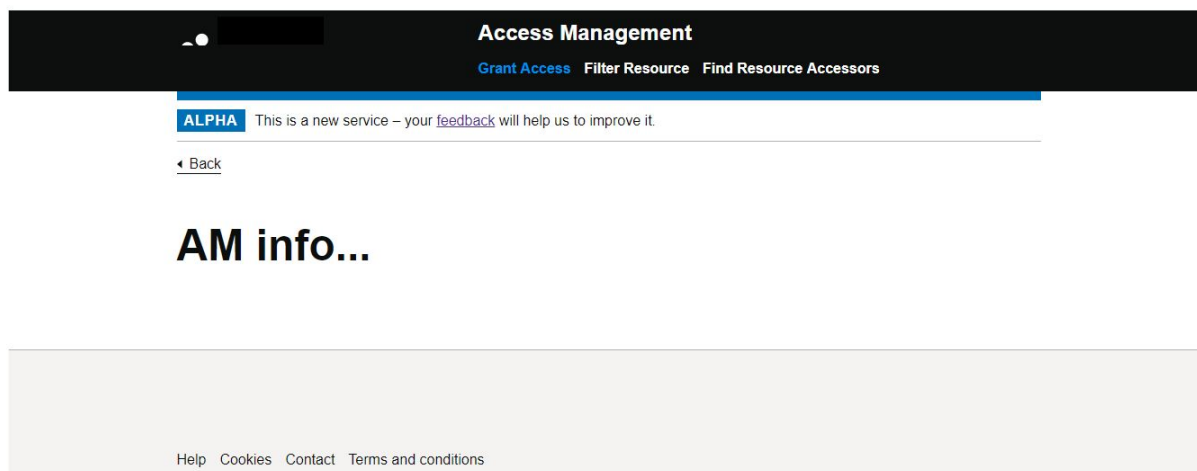 Access Management
Grant Access Filter Resource Find Resource Accessors
ALPHA This is a new service – your feedback will help us to improve it.
Back
AM info...
Help Cookies Contact Terms and conditions